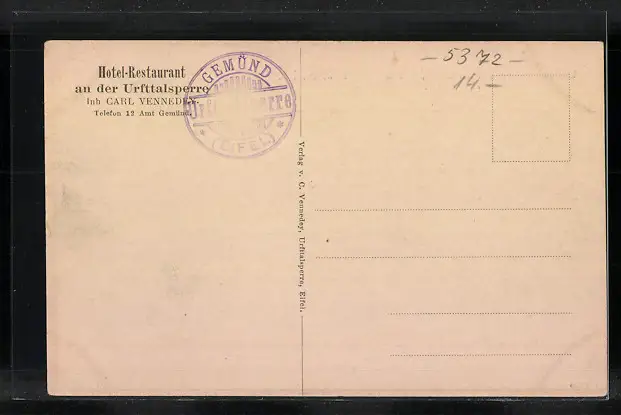 Hotel-Restaurant
an der Urfttalsperre
Inh CARL VENNEDEY.
Telefon 12 Amt Gemünd.
GEMÜND
* (EIFEL) *
– 5372 –
14.–
Verlag v. C. Vennedey, Urfttalsperre, Eifel.